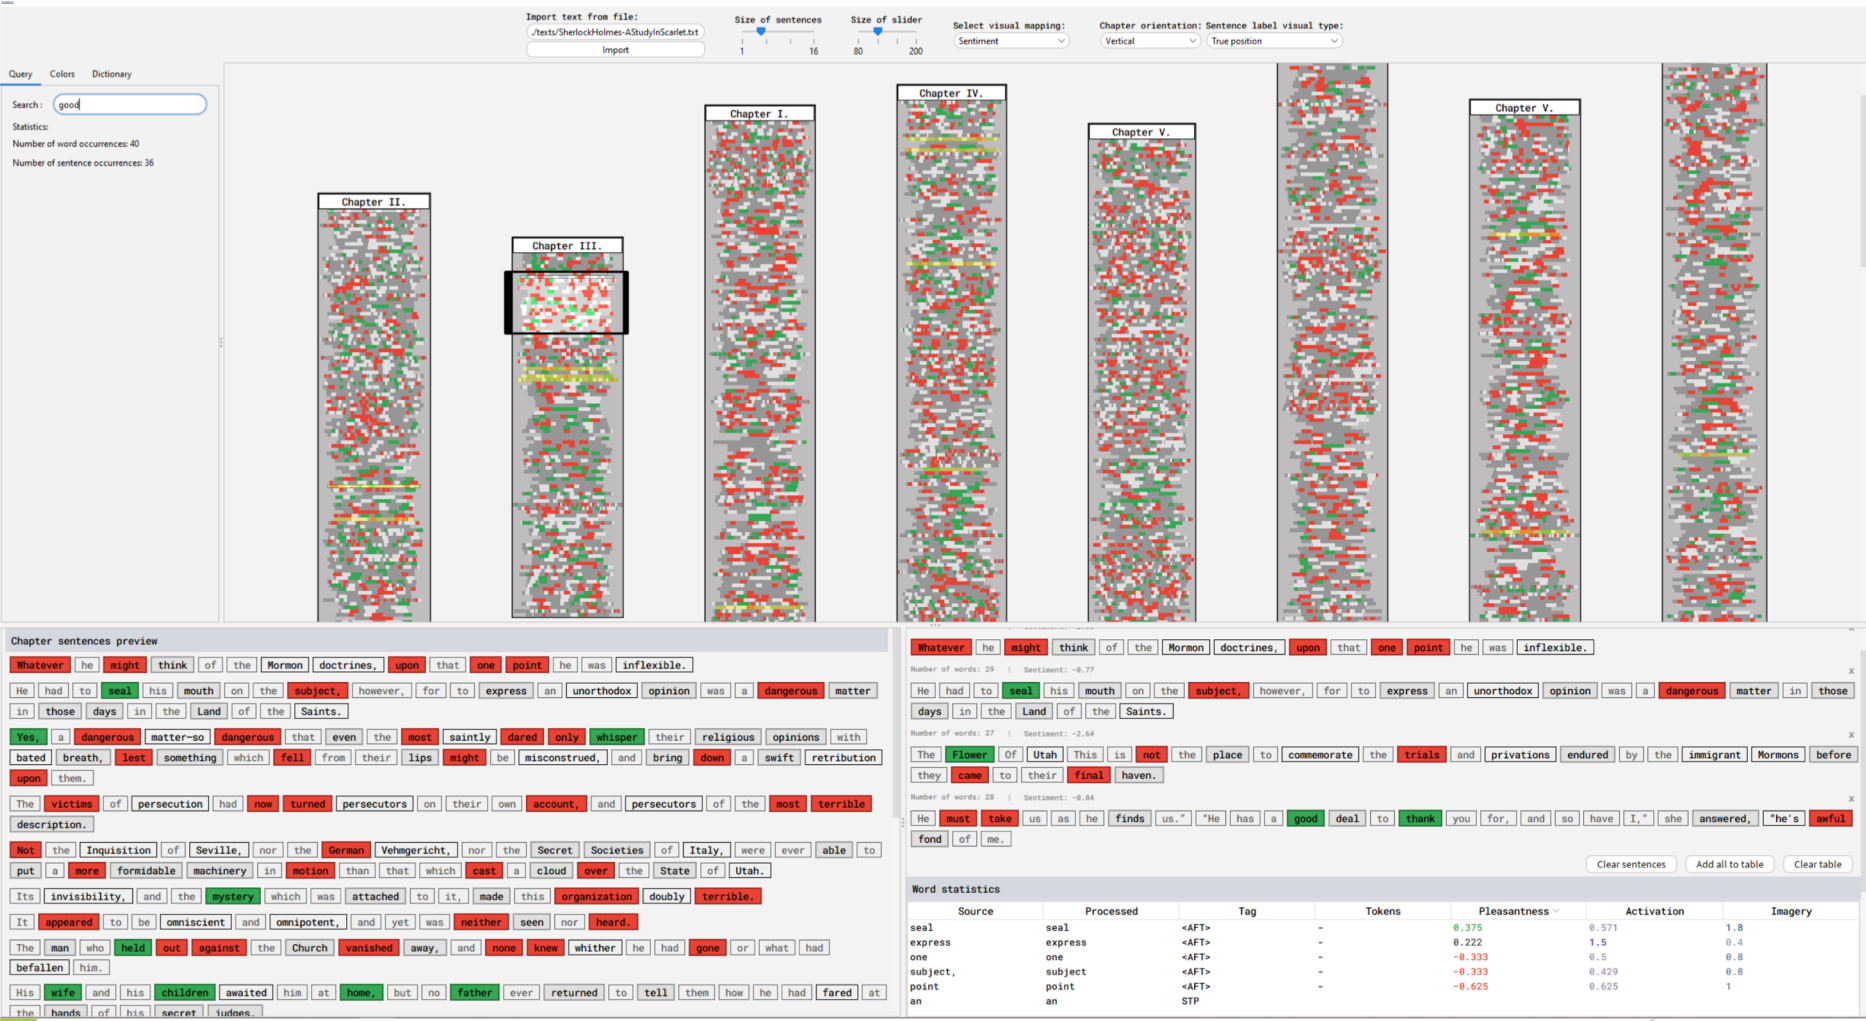 Import text from file:
./texts/SherlockHolmes-AStudyInScarlet.txt
Import
Size of sentences
1 16
Size of slider
80 200
Select visual mapping:
Sentiment
Chapter orientation:
Vertical
Sentence label visual type:
True position
Query Colors Dictionary
Search : good
Statistics:
Number of word occurrences: 40
Number of sentence occurrences: 36
Chapter II.
Chapter III.
Chapter I.
Chapter IV.
Chapter V.
Chapter V.
Chapter sentences preview
Whatever he might think of the Mormon doctrines, upon that one point he was inflexible.
He had to seal his mouth on the subject, however, for to express an unorthodox opinion was a dangerous matter
in those days in the Land of the Saints.
Yes, a dangerous matter—so dangerous that even the most saintly dared only whisper their religious opinions with
bated breath, lest something which fell from their lips might be misconstrued, and bring down a swift retribution
upon them.
The victims of persecution had now turned persecutors on their own account, and persecutors of the most terrible
description.
Not the Inquisition of Seville, nor the German Vehmgericht, nor the Secret Societies of Italy, were ever able to
put a more formidable machinery in motion than that which cast a cloud over the State of Utah.
Its invisibility, and the mystery which was attached to it, made this organization doubly terrible.
It appeared to be omniscient and omnipotent, and yet was neither seen nor heard.
The man who held out against the Church vanished away, and none knew whither he had gone or what had
befallen him.
His wife and his children awaited him at home, but no father ever returned to tell them how he had fared at
the hands of his secret judges.
Whatever he might think of the Mormon doctrines, upon that one point he was inflexible.
Number of words: 29 | Sentiment: -0.77 x
He had to seal his mouth on the subject, however, for to express an unorthodox opinion was a dangerous matter in those
days in the Land of the Saints.
Number of words: 27 | Sentiment: -2.64 x
The Flower Of Utah This is not the place to commemorate the trials and privations endured by the immigrant Mormons before
they came to their final haven.
Number of words: 28 | Sentiment: -0.84 x
He must take us as he finds us." "He has a good deal to thank you for, and so have I," she answered, "he's awful
fond of me.
Clear sentences Add all to table Clear table
Word statistics
Source Processed Tag Tokens Pleasantness Activation Imagery
seal seal <AFT> - 0.375 0.571 1.8
express express <AFT> - 0.222 1.5 0.4
one one <AFT> - -0.333 0.5 0.8
subject, subject <AFT> - -0.333 0.429 0.8
point point <AFT> - -0.625 0.625 1
an an STP